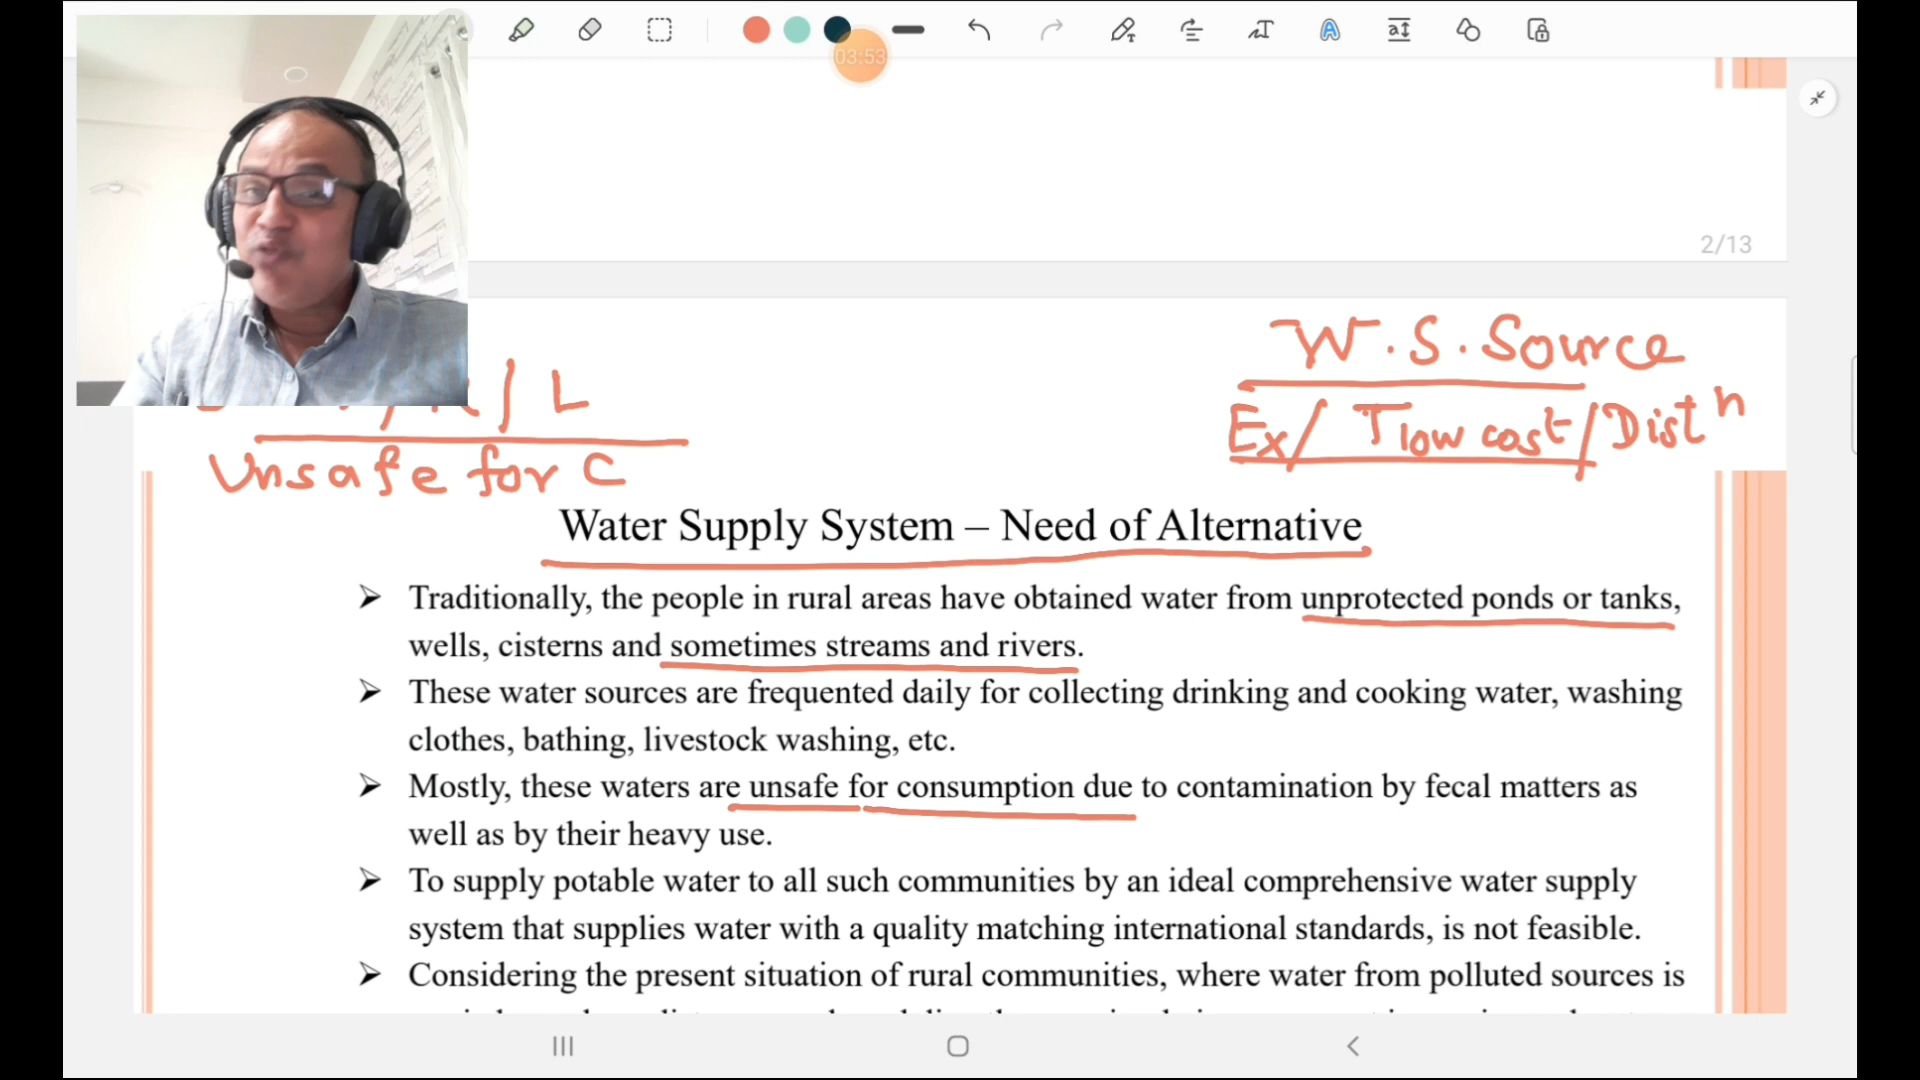 03:53
2/13
W.S. Source
Ex/ T low cost/Dist n
/ L
Unsafe for C
Water Supply System – Need of Alternative
➤ Traditionally, the people in rural areas have obtained water from unprotected ponds or tanks,
wells, cisterns and sometimes streams and rivers.
➤ These water sources are frequented daily for collecting drinking and cooking water, washing
clothes, bathing, livestock washing, etc.
➤ Mostly, these waters are unsafe for consumption due to contamination by fecal matters as
well as by their heavy use.
➤ To supply potable water to all such communities by an ideal comprehensive water supply
system that supplies water with a quality matching international standards, is not feasible.
➤ Considering the present situation of rural communities, where water from polluted sources is